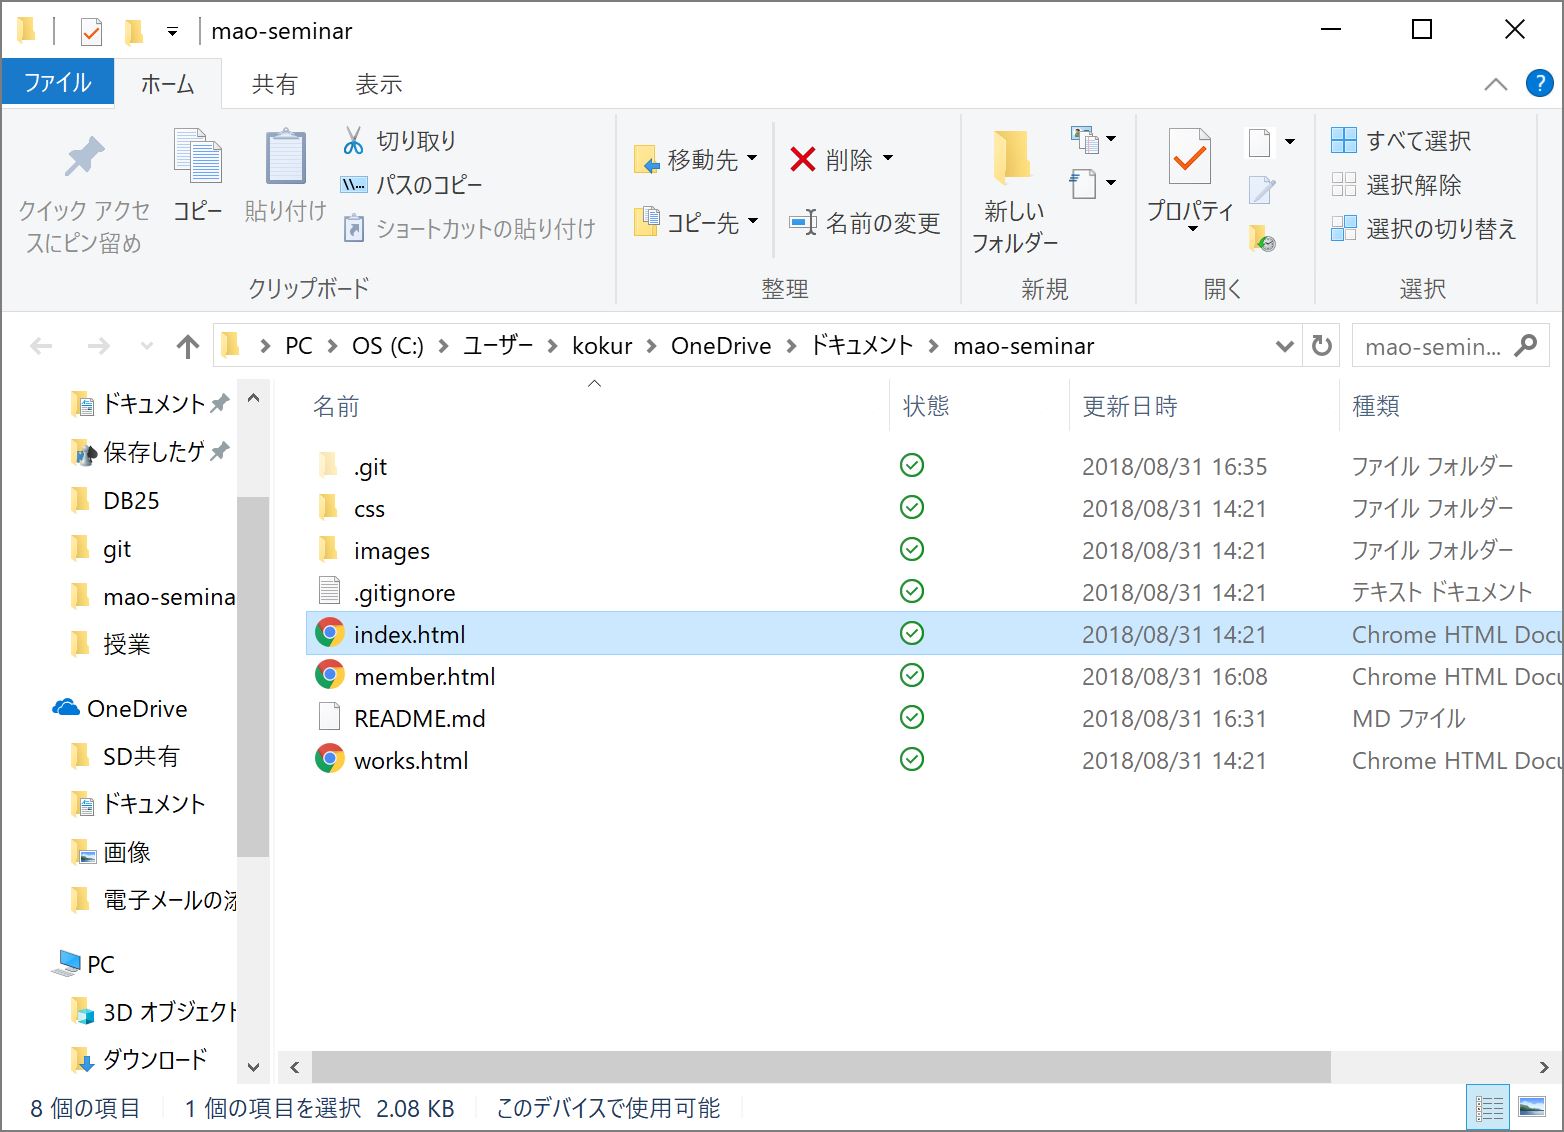 mao-seminar
ファイル ホーム 共有 表示
クイック アクセ
スにピン留め
コピー
貼り付け
切り取り
パスのコピー
ショートカットの貼り付け
クリップボード
移動先
コピー先
削除
名前の変更
整理
新しい
フォルダー
新規
プロパティ
開く
すべて選択
選択解除
選択の切り替え
選択
PC OS (C:) ユーザー kokur OneDrive ドキュメント mao-seminar
mao-semin...
ドキュメント
保存したゲ
DB25
git
mao-semina
授業
OneDrive
SD共有
ドキュメント
画像
電子メールの添
PC
3D オブジェクト
ダウンロード
名前 状態 更新日時 種類
.git 2018/08/31 16:35 ファイル フォルダー
css 2018/08/31 14:21 ファイル フォルダー
images 2018/08/31 14:21 ファイル フォルダー
.gitignore 2018/08/31 14:21 テキスト ドキュメント
index.html 2018/08/31 14:21 Chrome HTML Docu
member.html 2018/08/31 16:08 Chrome HTML Docu
README.md 2018/08/31 16:31 MD ファイル
works.html 2018/08/31 14:21 Chrome HTML Docu
8 個の項目 1 個の項目を選択 2.08 KB このデバイスで使用可能